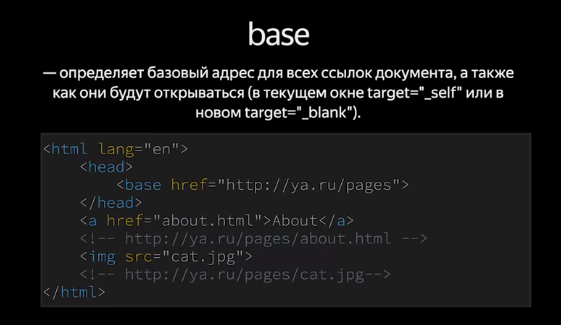 base
— определяет базовый адрес для всех ссылок документа, а также
как они будут открываться (в текущем окне target="_self" или в
новом target="_blank").
<html lang="en">
    <head>
        <base href="http://ya.ru/pages">
    </head>
    <a href="about.html">About</a>
    <!-- http://ya.ru/pages/about.html -->
    <img src="cat.jpg">
    <!-- http://ya.ru/pages/cat.jpg-->
</html>